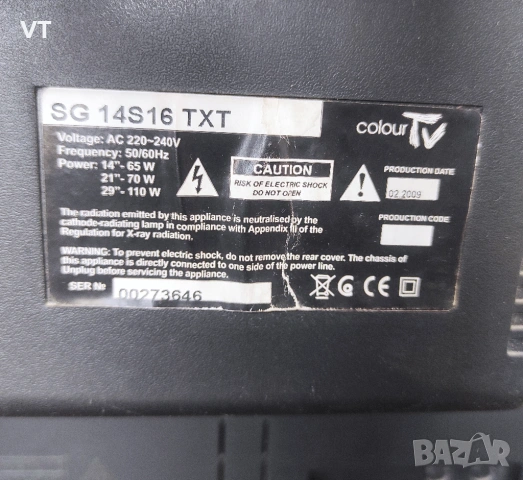 VT
SG 14S16 TXT
colour TV
Voltage: AC 220~240V
Frequency: 50/60Hz
Power: 14"- 65 W
21"- 70 W
29"- 110 W
CAUTION
RISK OF ELECTRIC SHOCK
DO NOT OPEN
PRODUCTION DATE
02 2009
PRODUCTION CODE
The radiation emitted by this appliance is neutralised by the
cathode-radiating lamp in compliance with Appendix III of the
Regulation for X-ray radiation.
WARNING: To prevent electric shock, do not remove the rear cover. The chassis of
this appliance is directly connected to one side of the power line.
Unplug before servicing the appliance.
SER №
00273646
CE
BAZAR